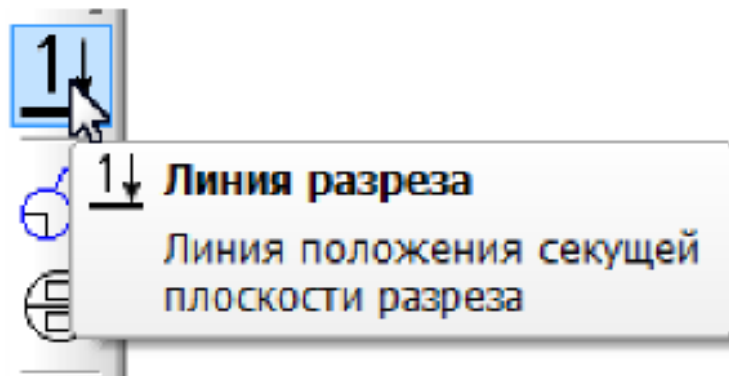 1
1 Линия разреза
Линия положения секущей
плоскости разреза